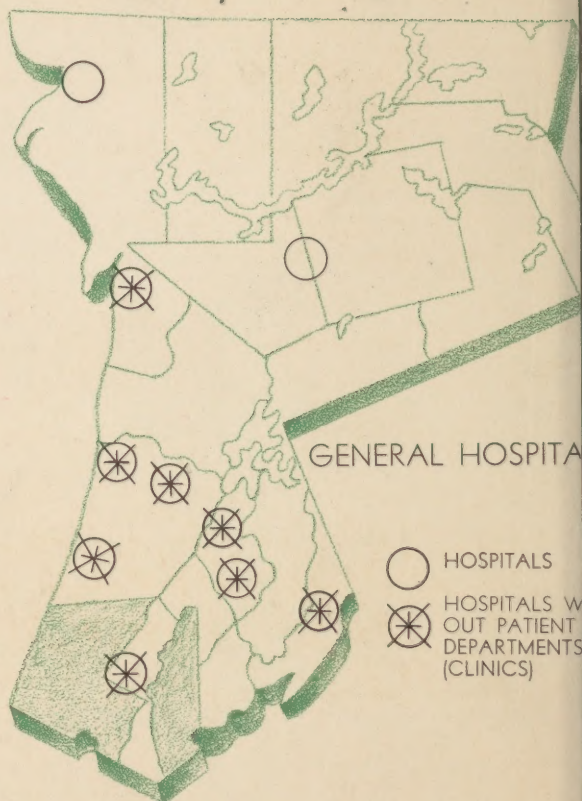 GENERAL HOSPITA
HOSPITALS
HOSPITALS W
OUT PATIENT
DEPARTMENTS
(CLINICS)